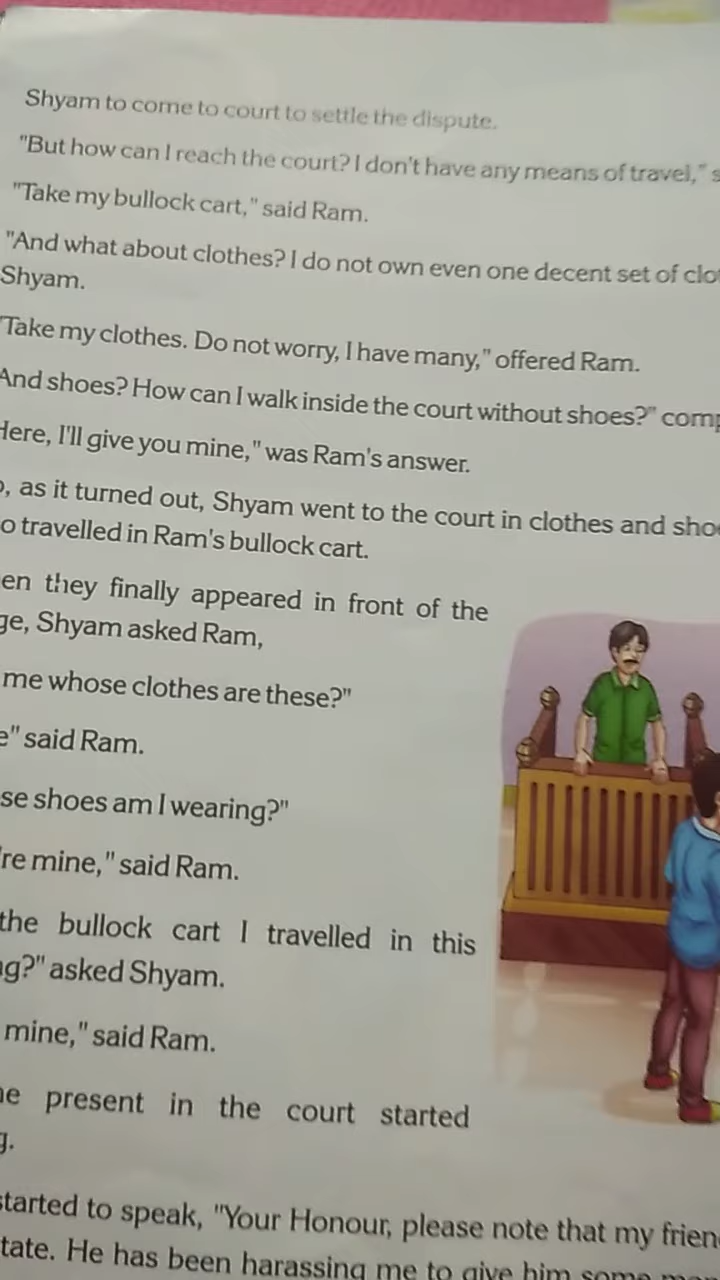 Shyam to come to court to settle the dispute.
"But how can I reach the court? I don't have any means of travel,"
"Take my bullock cart," said Ram.
"And what about clothes? I do not own even one decent set of
Shyam.
Take my clothes. Do not worry, I have many," offered Ram.
And shoes? How can I walk inside the court without shoes?"
Here, I'll give you mine," was Ram's answer.
as it turned out, Shyam went to the court in clothes and
travelled in Ram's bullock cart.
they finally appeared in front of the
Shyam asked Ram,
me whose clothes are these?"
said Ram.
shoes am I wearing?"
mine," said Ram.
the bullock cart I travelled in this
asked Shyam.
mine," said Ram.
present in the court started
started to speak, "Your Honour, please note that my
He has been harassing me to give him some